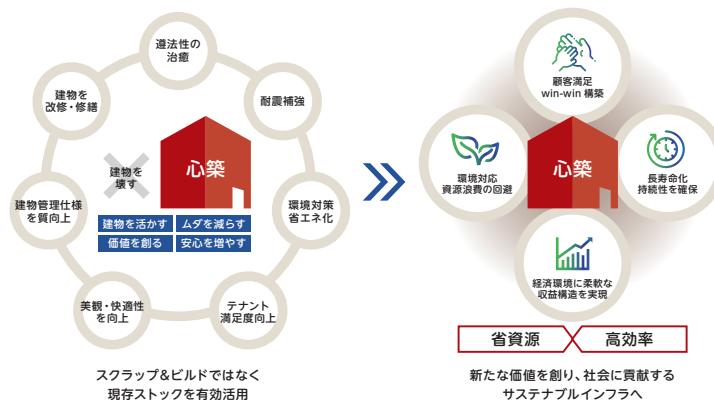 遵法性の
治癒
建物を
改修・修繕
耐震補強
建物を
壊す
心築
建物管理仕様
を質向上
環境対策
省エネ化
建物を活かす
ムダを減らす
価値を創る
安心を増やす
美観・快適性
を向上
テナント
満足度向上
スクラップ&ビルドではなく
現存ストックを有効活用
顧客満足
win-win 構築
環境対応
資源浪費の回避
心築
長寿命化
持続性を確保
経済環境に柔軟な
収益構造を実現
省資源
高効率
新たな価値を創り、社会に貢献する
サステナブルインフラへ